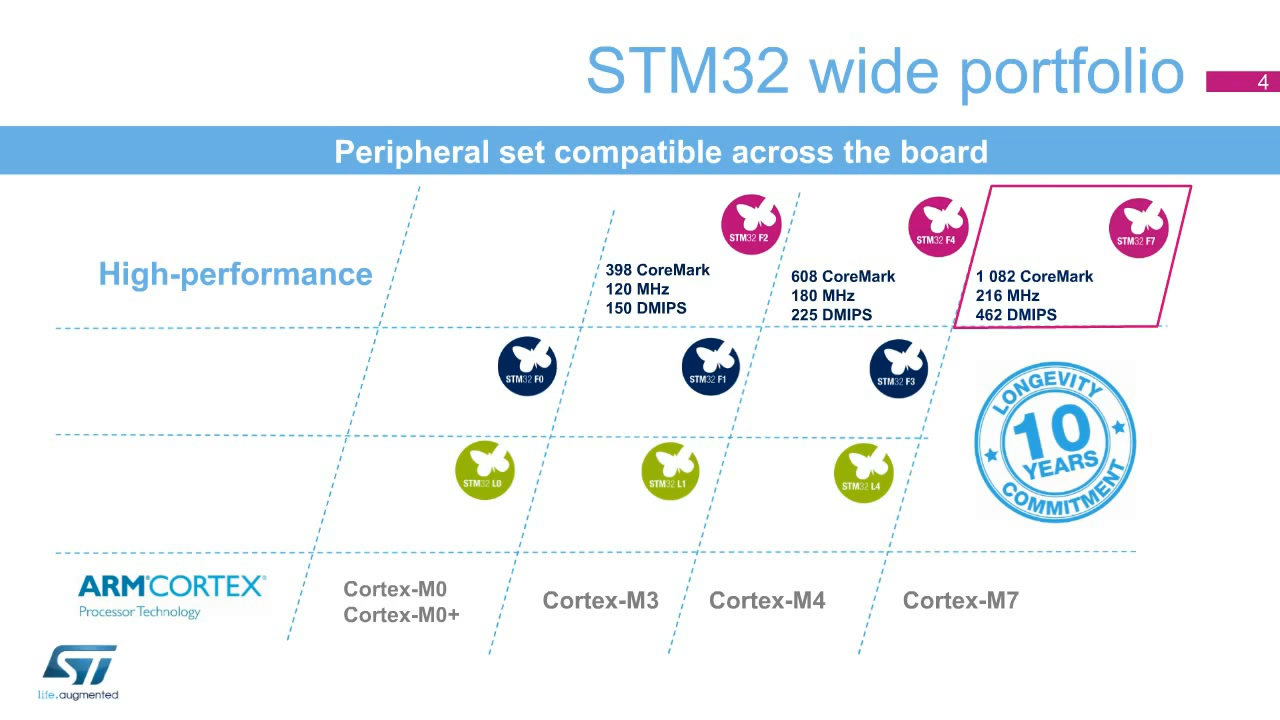 STM32 wide portfolio
4
Peripheral set compatible across the board
High-performance
STM32 F2
398 CoreMark
120 MHz
150 DMIPS
STM32 F4
608 CoreMark
180 MHz
225 DMIPS
STM32 F7
1 082 CoreMark
216 MHz
462 DMIPS
STM32 F0
STM32 F1
STM32 F3
STM32 L0
STM32 L1
STM32 L4
LONGEVITY
10
YEARS
COMMITMENT
ARM®CORTEX®
Processor Technology
Cortex-M0
Cortex-M0+
Cortex-M3
Cortex-M4
Cortex-M7
ST
life.augmented